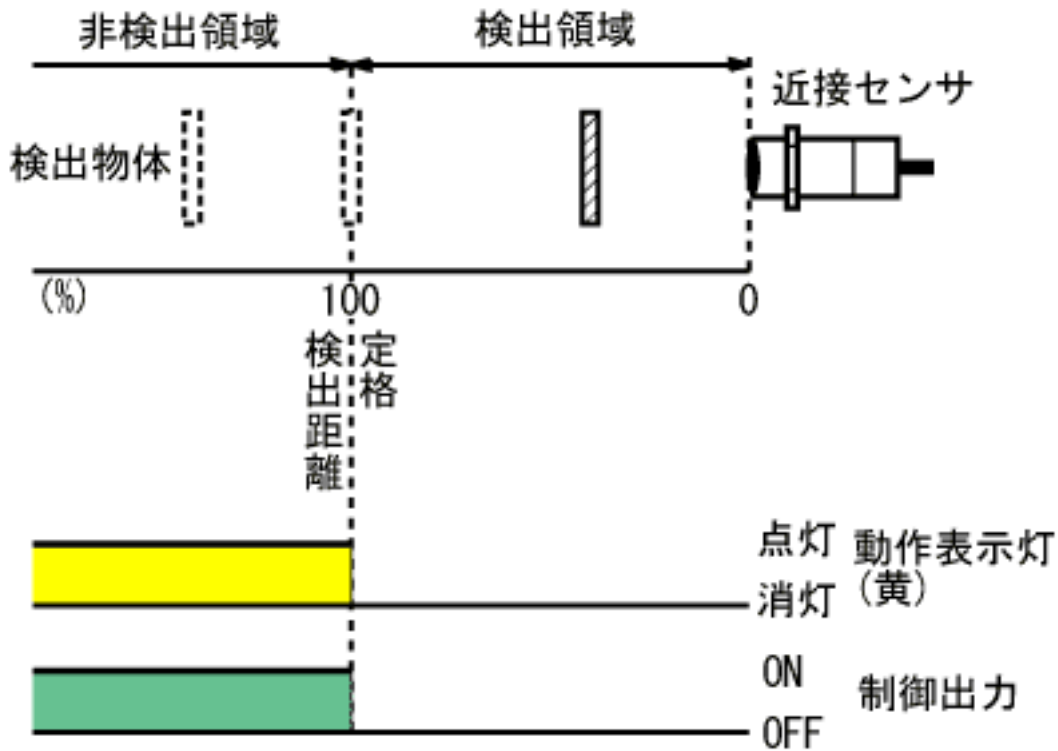 非検出領域
検出領域
近接センサ
検出物体
(%)
100
0
定格
検出距離
点灯
消灯
動作表示灯
(黄)
ON
OFF
制御出力